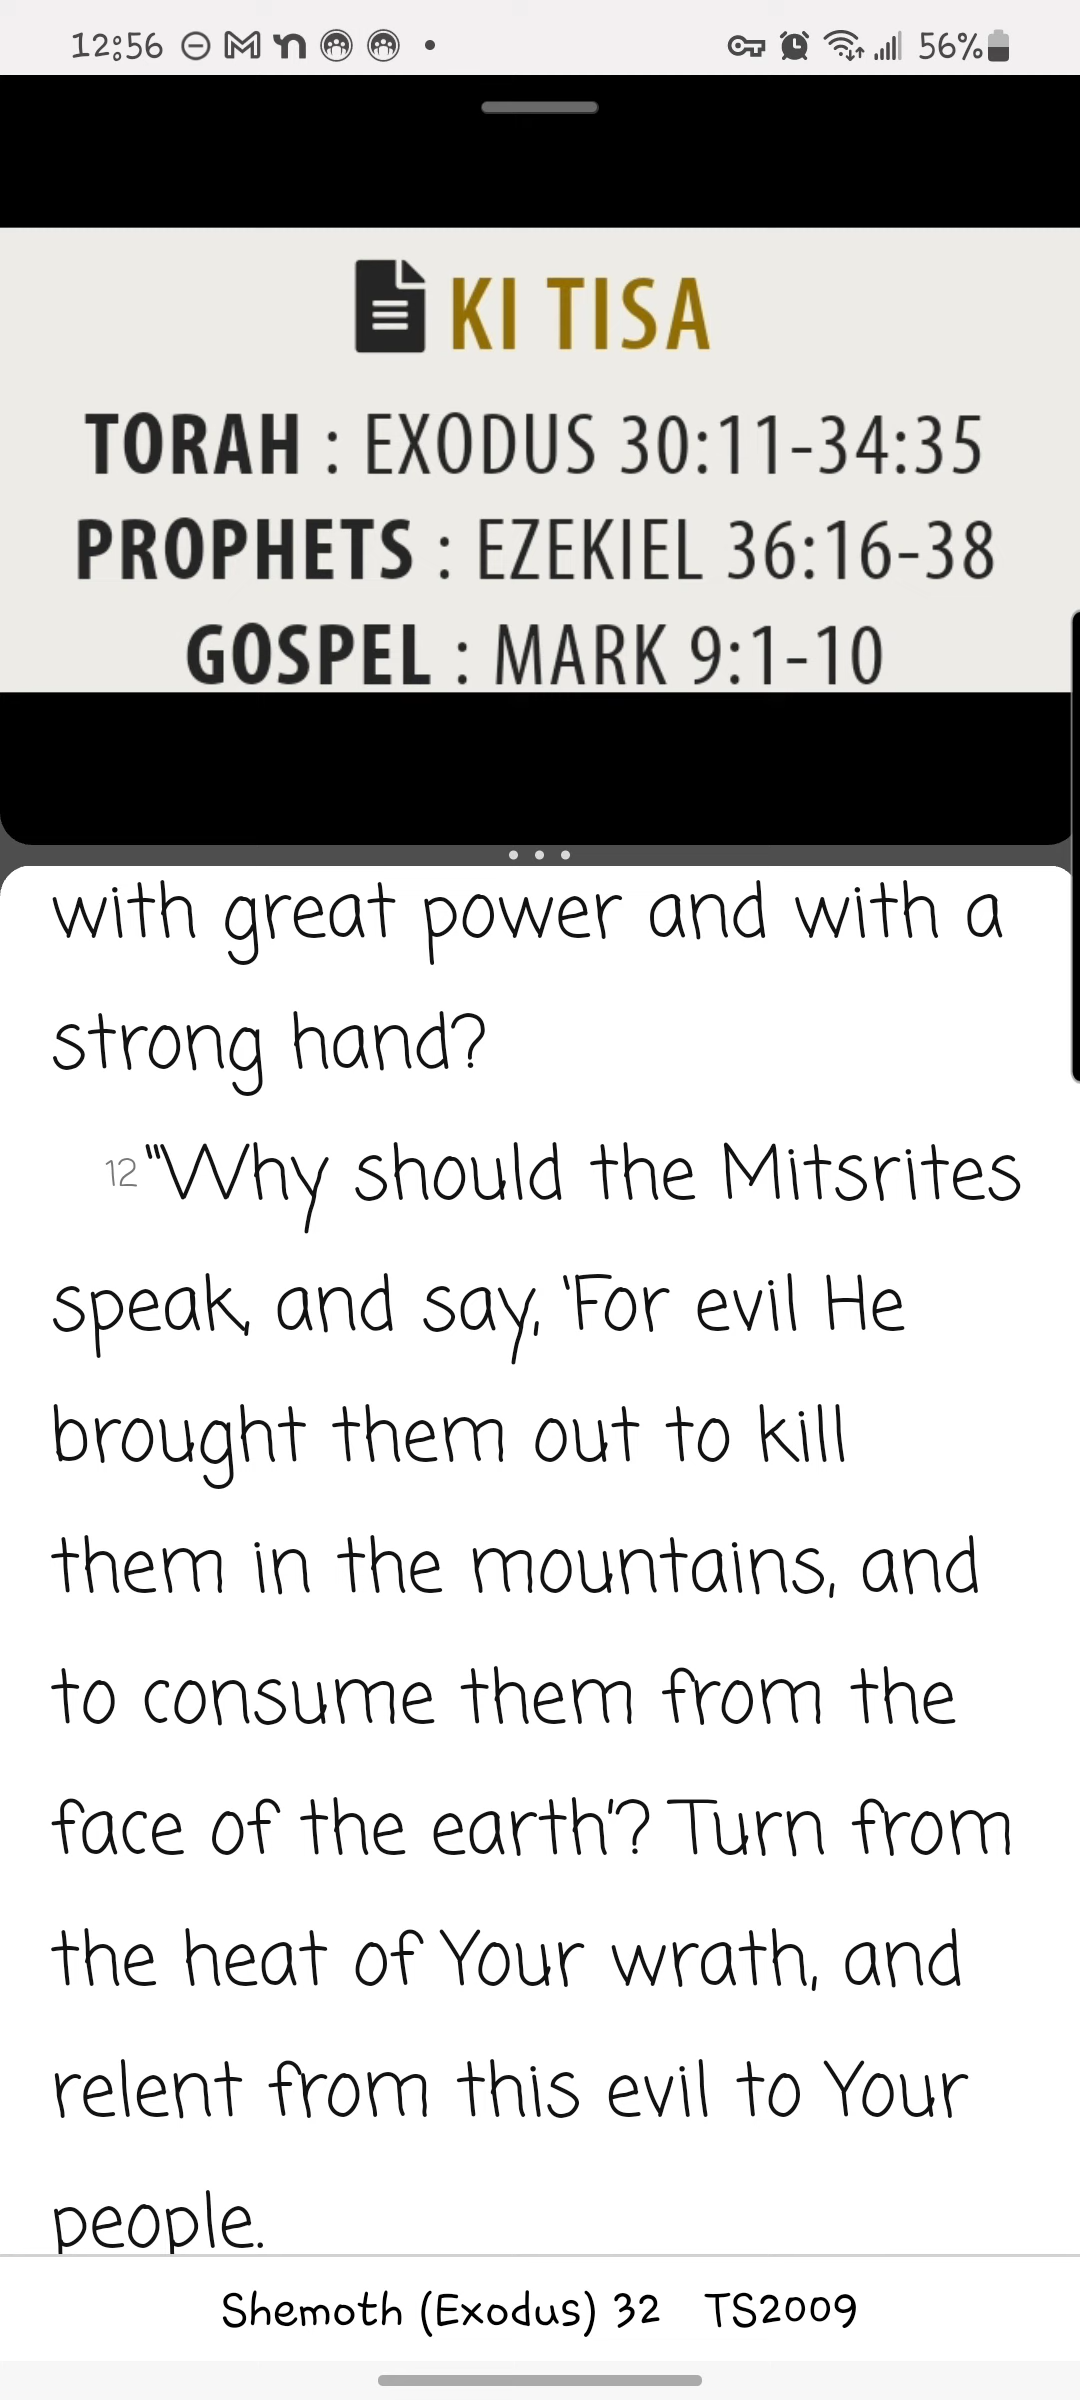 12:56 56%
KI TISA
TORAH : EXODUS 30:11-34:35
PROPHETS : EZEKIEL 36:16-38
GOSPEL : MARK 9:1-10
with great power and with a
strong hand?
12 "Why should the Mitsrites
speak, and say, 'For evil He
brought them out to kill
them in the mountains, and
to consume them from the
face of the earth'? Turn from
the heat of Your wrath, and
relent from this evil to Your
people.
Shemoth (Exodus) 32 TS2009